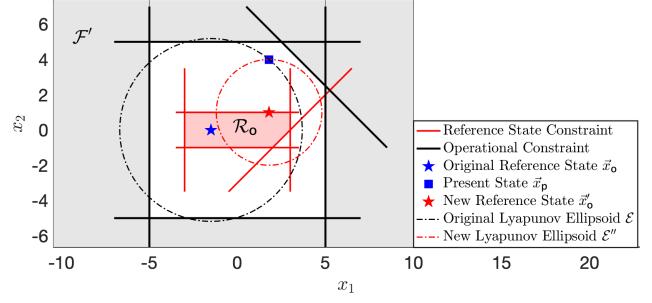 6
4
2
0
-2
-4
-6
x₂
ℱ′
ℛₒ
-10 -5 0 5 10 15 20
x₁
Reference State Constraint
Operational Constraint
Original Reference State x⃗ₒ
Present State x⃗ₚ
New Reference State x⃗′ₒ
Original Lyapunov Ellipsoid ℰ
New Lyapunov Ellipsoid ℰ″